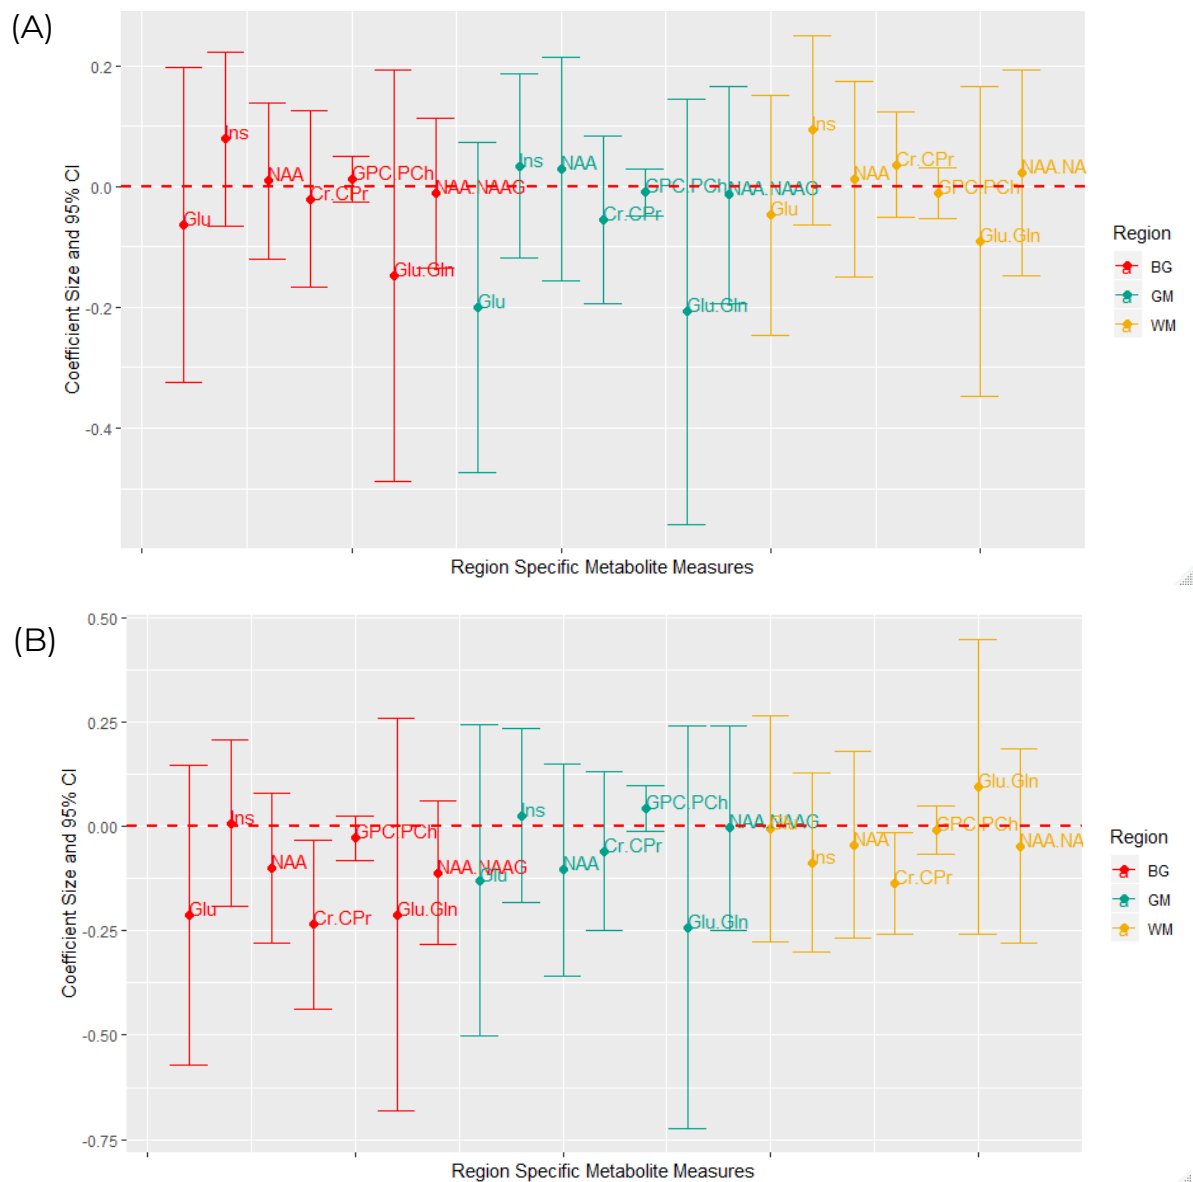 (A)
0.2
0.0
-0.2
-0.4
Coefficient Size and 95% CI
Glu
Ins
NAA
Cr.CPr
GPC.PCh
Glu.Gln
NAA.NAAG
Glu
Ins
NAA
Cr.CPr
GPC.PCh
Glu.Gln
NAA.NAAG
Glu
Ins
NAA
Cr.CPr
GPC.PCh
Glu.Gln
NAA.NA
Region Specific Metabolite Measures
Region
a BG
a GM
a WM
(B)
0.50
0.25
0.00
-0.25
-0.50
-0.75
Coefficient Size and 95% CI
Glu
Ins
NAA
Cr.CPr
GPC.PCh
Glu.Gln
NAA.NAAG
Glu
Ins
NAA
Cr.CPr
GPC.PCh
Glu.Gln
NAA.NAAG
Glu
Ins
NAA
Cr.CPr
GPC.PCh
Glu.Gln
NAA.NA
Region Specific Metabolite Measures
Region
a BG
a GM
a WM